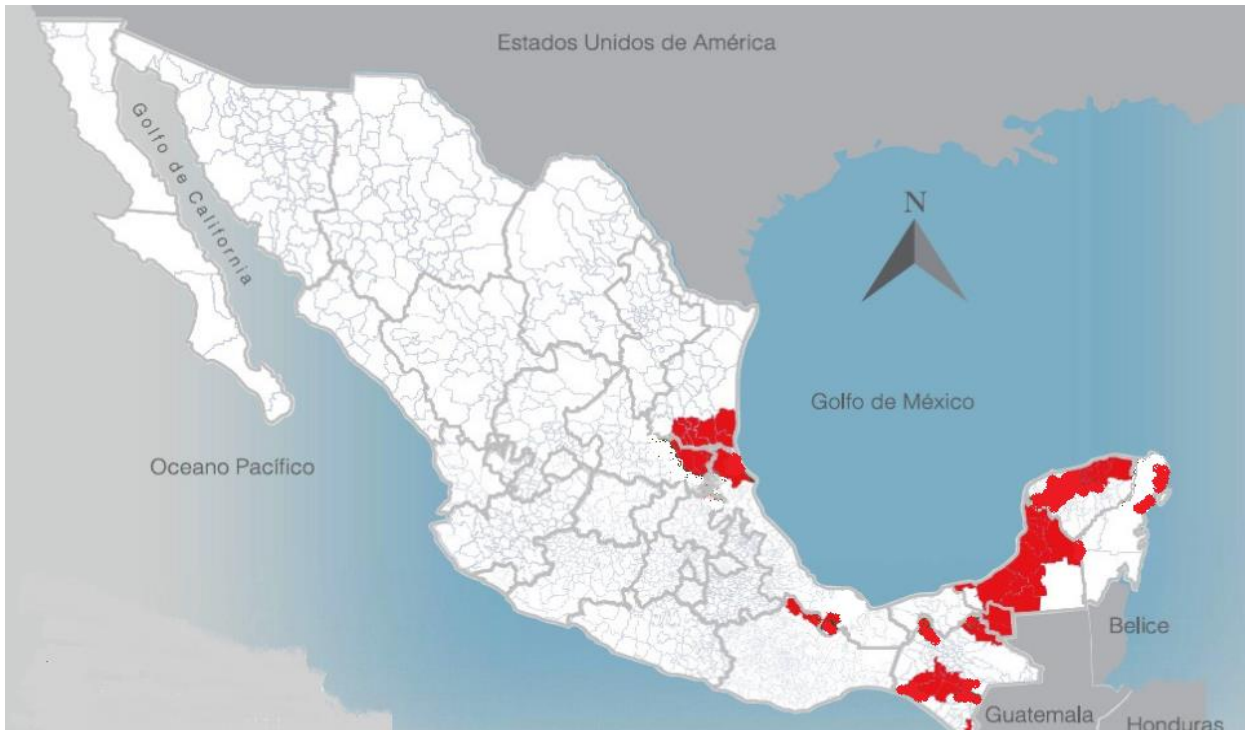 Estados Unidos de América
Golfo de California
N
Golfo de México
Oceano Pacífico
Belice
Guatemala
Honduras